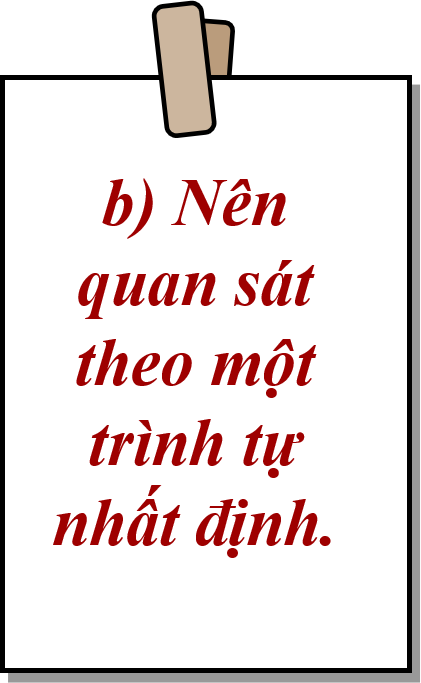 b) Nên
quan sát
theo một
trình tự
nhất định.